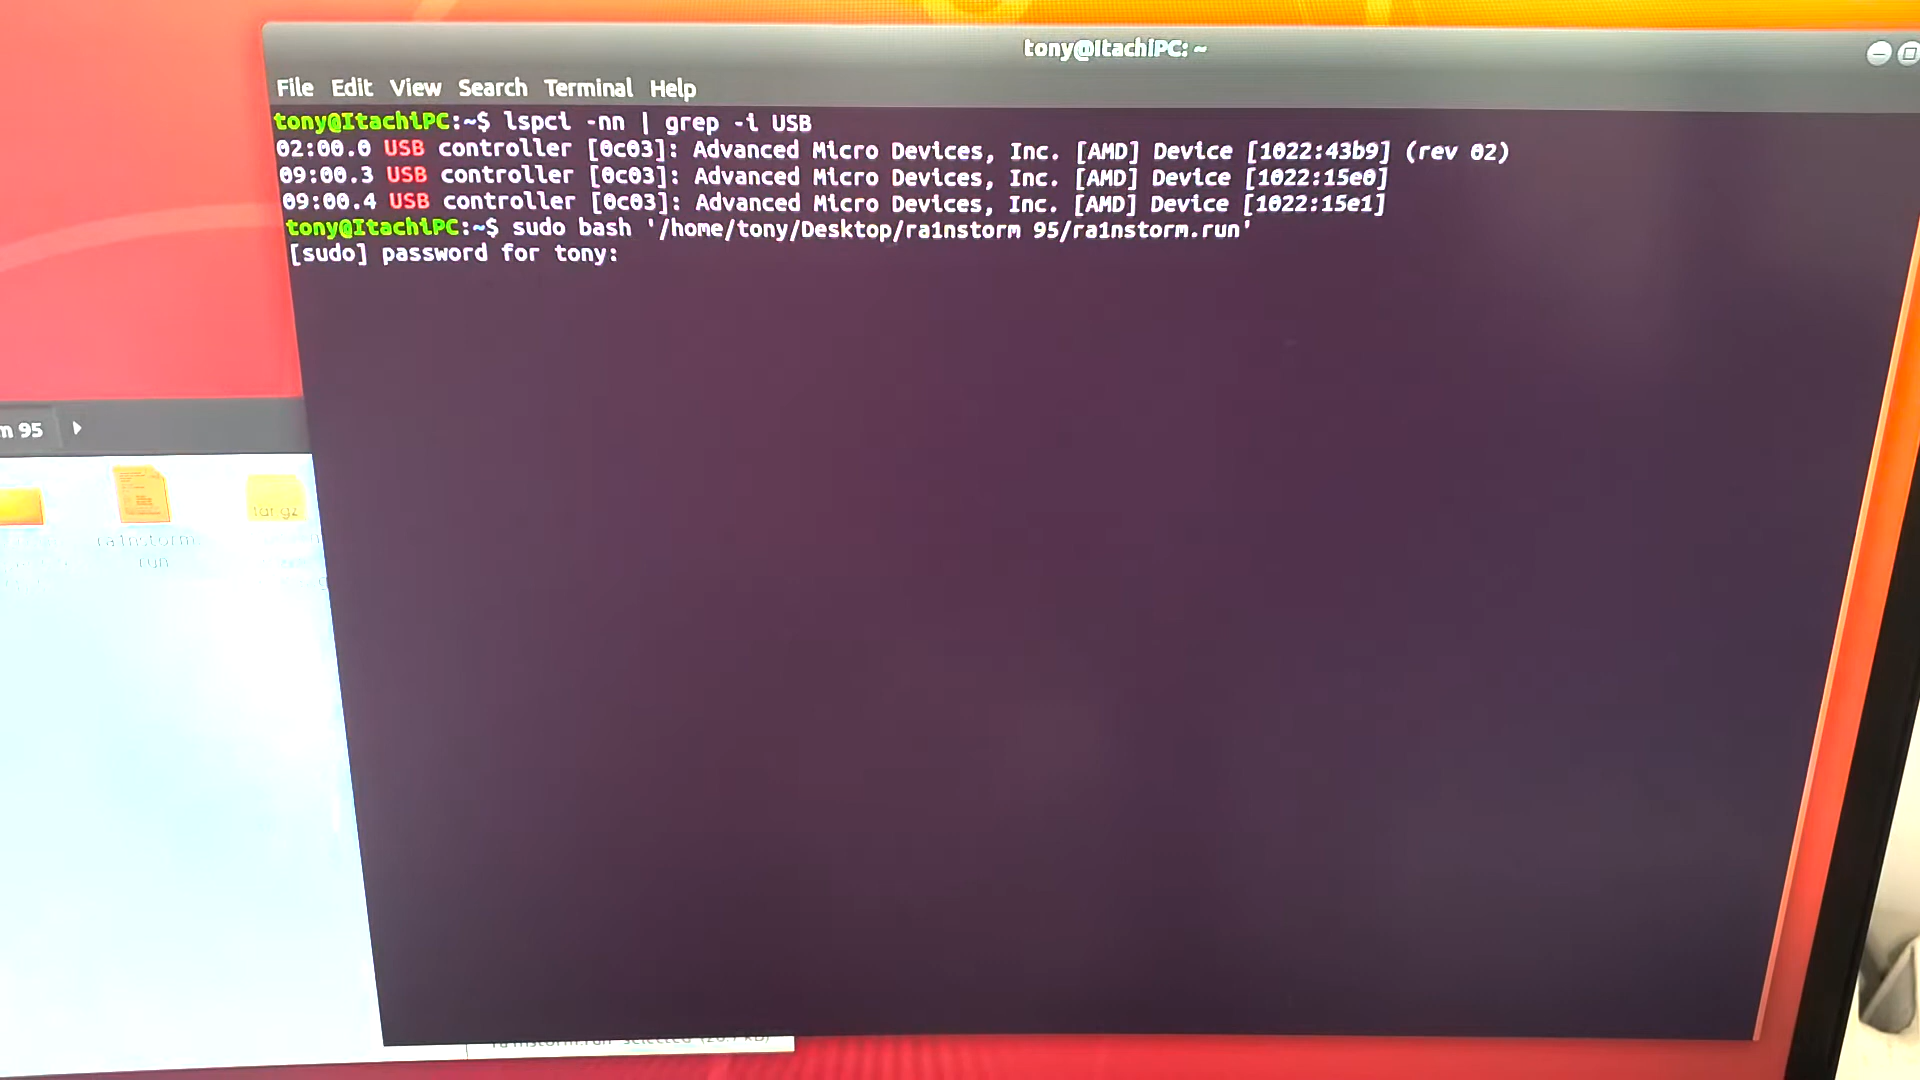 tony@ItachiPC: ~
File Edit View Search Terminal Help
tony@ItachiPC:~$ lspci -nn | grep -i USB
02:00.0 USB controller [0c03]: Advanced Micro Devices, Inc. [AMD] Device [1022:43b9] (rev 02)
09:00.3 USB controller [0c03]: Advanced Micro Devices, Inc. [AMD] Device [1022:15e0]
09:00.4 USB controller [0c03]: Advanced Micro Devices, Inc. [AMD] Device [1022:15e1]
tony@ItachiPC:~$ sudo bash '/home/tony/Desktop/ra1nstorm 95/ra1nstorm.run'
[sudo] password for tony:
m 95
tar.gz
ra1nstorm.
run